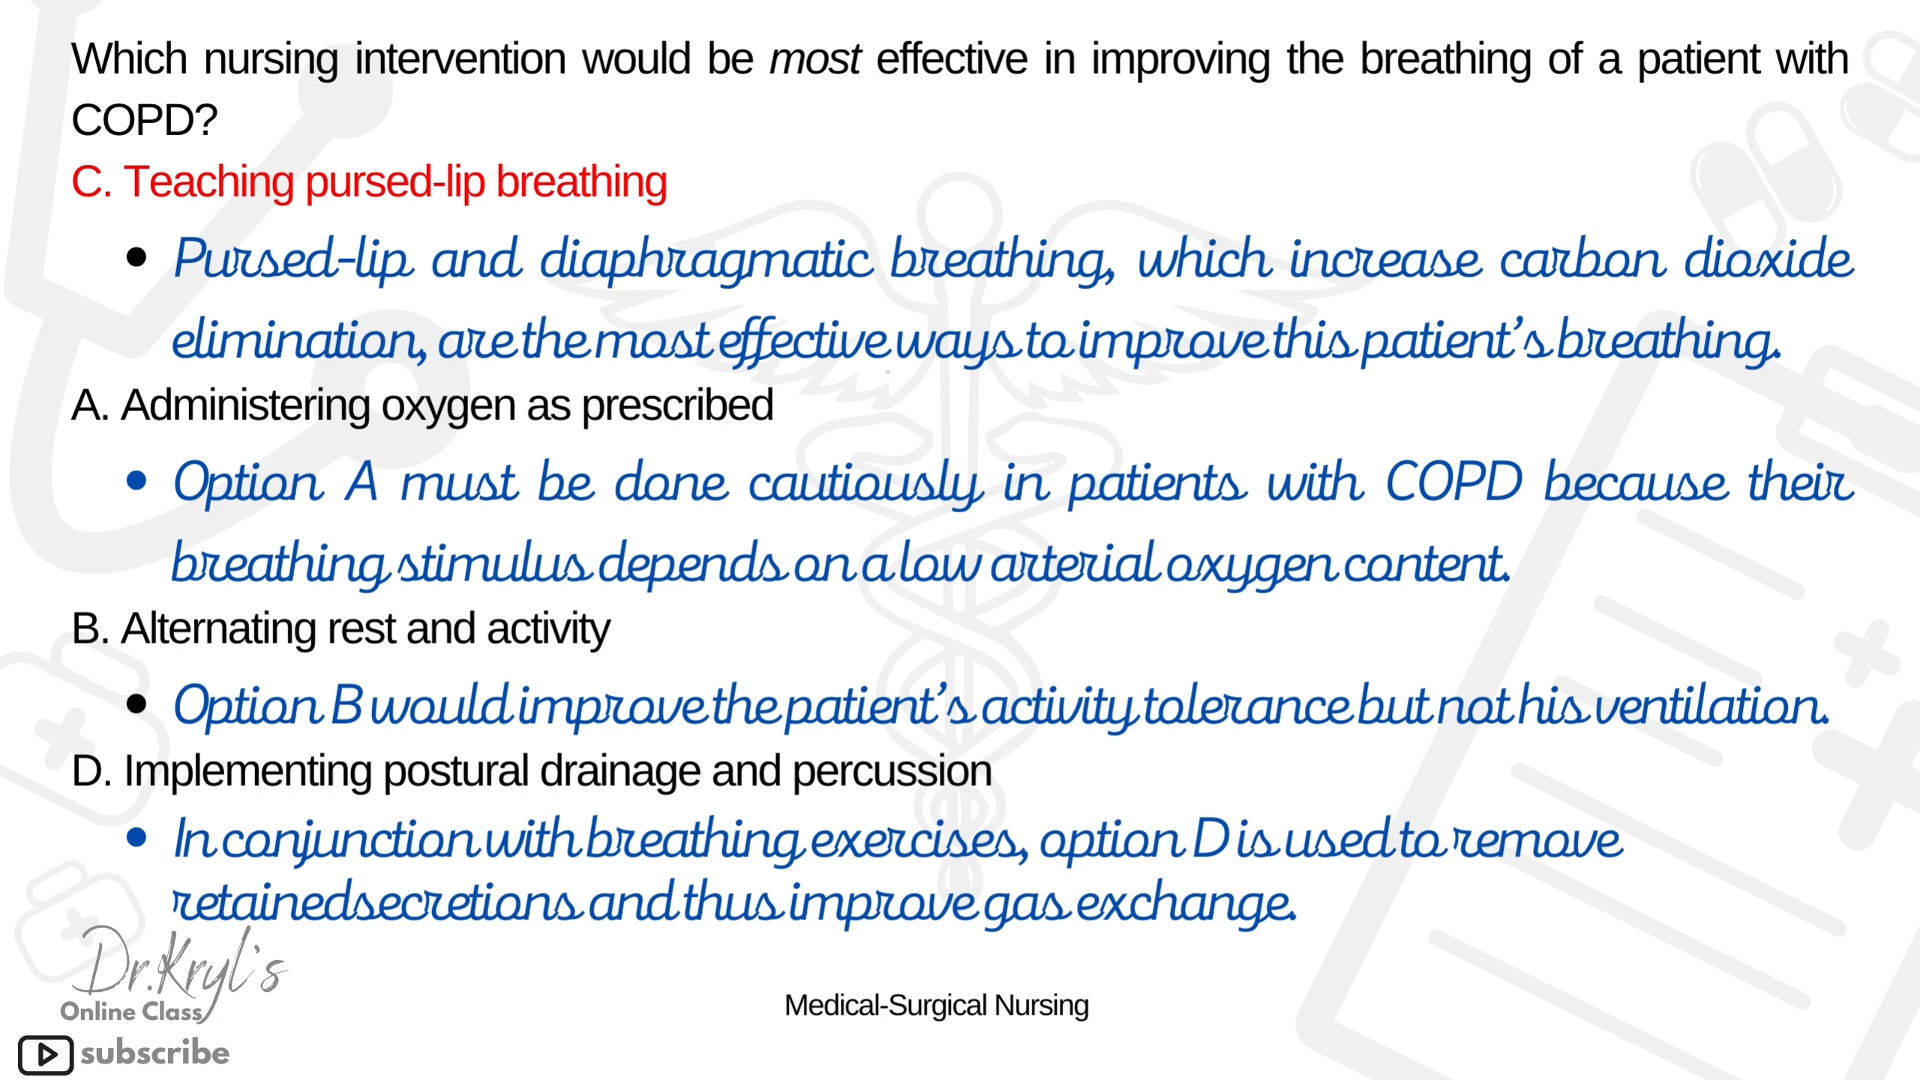 Which nursing intervention would be most effective in improving the breathing of a patient with
COPD?
C. Teaching pursed-lip breathing
• Pursed-lip and diaphragmatic breathing, which increase carbon dioxide
elimination, are the most effective ways to improve this patient's breathing.
A. Administering oxygen as prescribed
• Option A must be done cautiously in patients with COPD because their
breathing stimulus depends on a low arterial oxygen content.
B. Alternating rest and activity
• Option B would improve the patient's activity tolerance but not his ventilation.
D. Implementing postural drainage and percussion
• In conjunction with breathing exercises, option D is used to remove
retained secretions and thus improve gas exchange.
Dr.Kryl's
Online Class
subscribe
Medical-Surgical Nursing